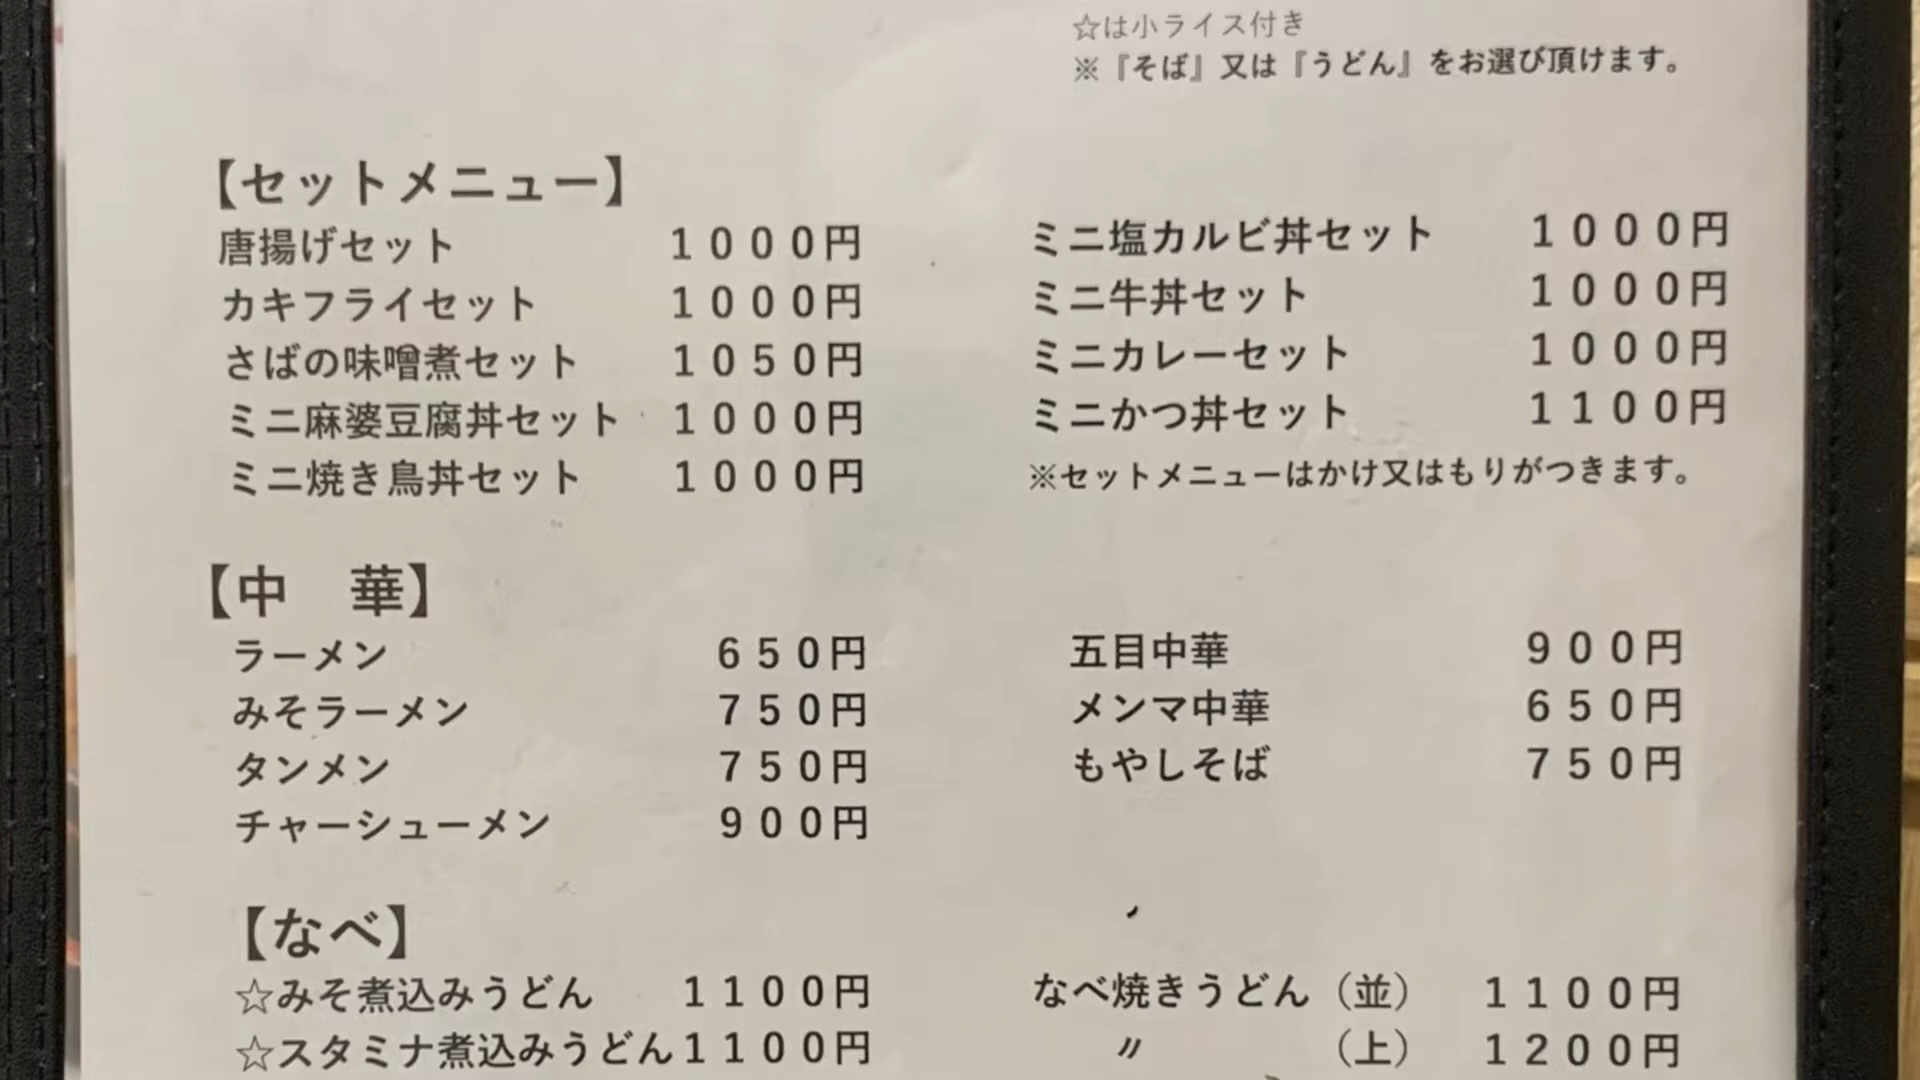 ☆は小ライス付き
※『そば』又は『うどん』をお選び頂けます。
【セットメニュー】
唐揚げセット 1000円
カキフライセット 1000円
さばの味噌煮セット 1050円
ミニ麻婆豆腐丼セット 1000円
ミニ焼き鳥丼セット 1000円
ミニ塩カルビ丼セット 1000円
ミニ牛丼セット 1000円
ミニカレーセット 1000円
ミニかつ丼セット 1100円
※セットメニューはかけ又はもりがつきます。
【中　華】
ラーメン 650円
みそラーメン 750円
タンメン 750円
チャーシューメン 900円
五目中華 900円
メンマ中華 650円
もやしそば 750円
【なべ】
☆みそ煮込みうどん 1100円
☆スタミナ煮込みうどん 1100円
なべ焼きうどん（並） 1100円
〃 （上） 1200円